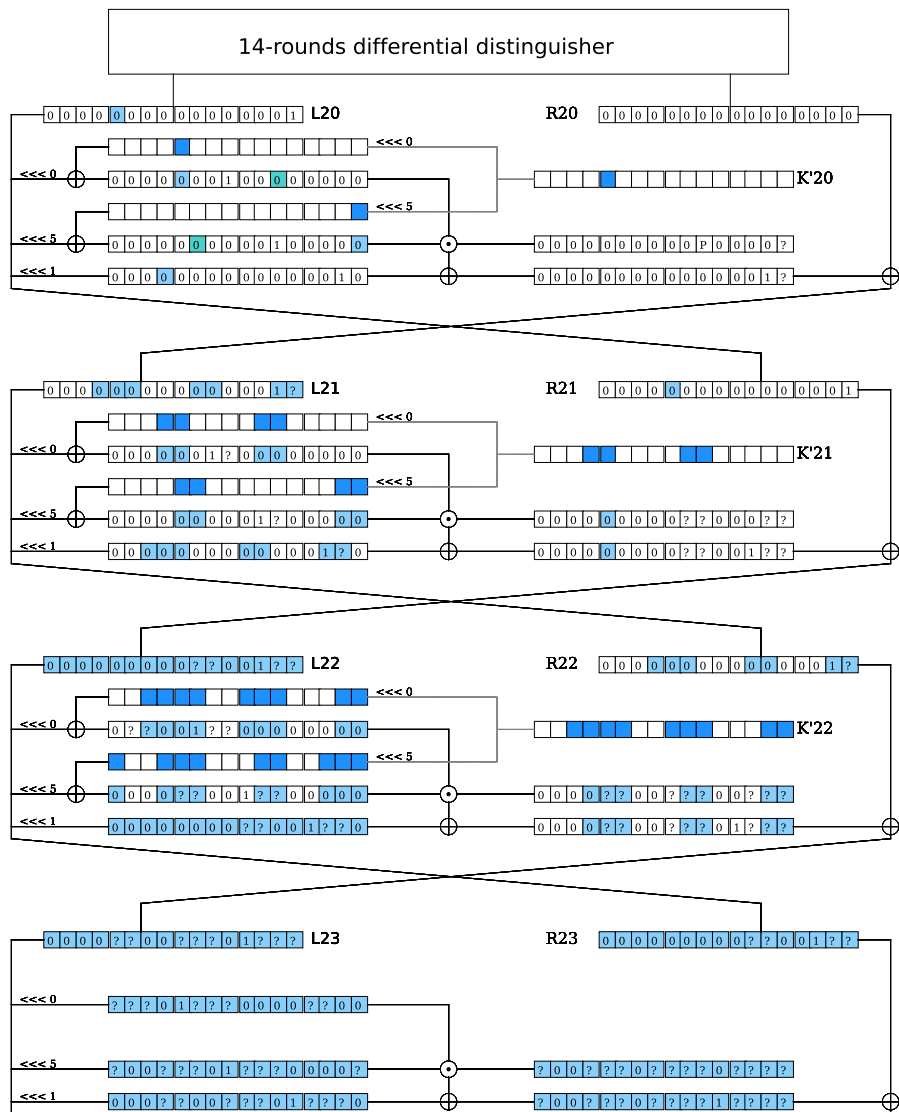 14-rounds differential distinguisher
0 0 0 0 0 0 0 0 0 0 0 0 0 0 0 1 L20 R20 0 0 0 0 0 0 0 0 0 0 0 0 0 0 0 0
<<< 0
<<< 0 0 0 0 0 0 0 0 1 0 0 0 0 0 0 0 0 K'20
<<< 5
<<< 5 0 0 0 0 0 0 0 0 0 0 1 0 0 0 0 0 0 0 0 0 0 0 0 0 0 0 P 0 0 0 0 ?
<<< 1 0 0 0 0 0 0 0 0 0 0 0 0 0 0 1 0 0 0 0 0 0 0 0 0 0 0 0 0 0 0 1 ?
0 0 0 0 0 0 0 0 0 0 0 0 0 0 1 ? L21 R21 0 0 0 0 0 0 0 0 0 0 0 0 0 0 0 1
<<< 0
<<< 0 0 0 0 0 0 0 1 ? 0 0 0 0 0 0 0 0 K'21
<<< 5
<<< 5 0 0 0 0 0 0 0 0 0 1 ? 0 0 0 0 0 0 0 0 0 0 0 0 0 0 ? ? 0 0 0 ? ?
<<< 1 0 0 0 0 0 0 0 0 0 0 0 0 0 1 ? 0 0 0 0 0 0 0 0 0 0 ? ? 0 0 1 ? ?
0 0 0 0 0 0 0 0 0 ? ? 0 0 1 ? ? L22 R22 0 0 0 0 0 0 0 0 0 0 0 0 0 0 1 ?
<<< 0
<<< 0 0 ? ? 0 0 1 ? ? 0 0 0 0 0 0 0 0 K'22
<<< 5
<<< 5 0 0 0 0 ? ? 0 0 1 ? ? 0 0 0 0 0 0 0 0 0 ? ? 0 0 ? ? ? 0 0 ? ? ?
<<< 1 0 0 0 0 0 0 0 0 ? ? 0 0 1 ? ? 0 0 0 0 0 ? ? 0 0 ? ? ? 0 1 ? ? ?
0 0 0 0 ? ? 0 0 ? ? ? 0 1 ? ? ? L23 R23 0 0 0 0 0 0 0 0 0 ? ? 0 0 1 ? ?
<<< 0 ? ? ? 0 1 ? ? ? 0 0 0 0 ? ? 0 0
<<< 5 ? 0 0 ? ? ? 0 1 ? ? ? 0 0 0 0 ? ? 0 0 ? ? ? 0 ? ? ? ? 0 ? ? ? ?
<<< 1 0 0 0 ? ? 0 0 ? ? ? 0 1 ? ? ? 0 ? 0 0 ? ? ? 0 ? ? ? ? 1 ? ? ? ?